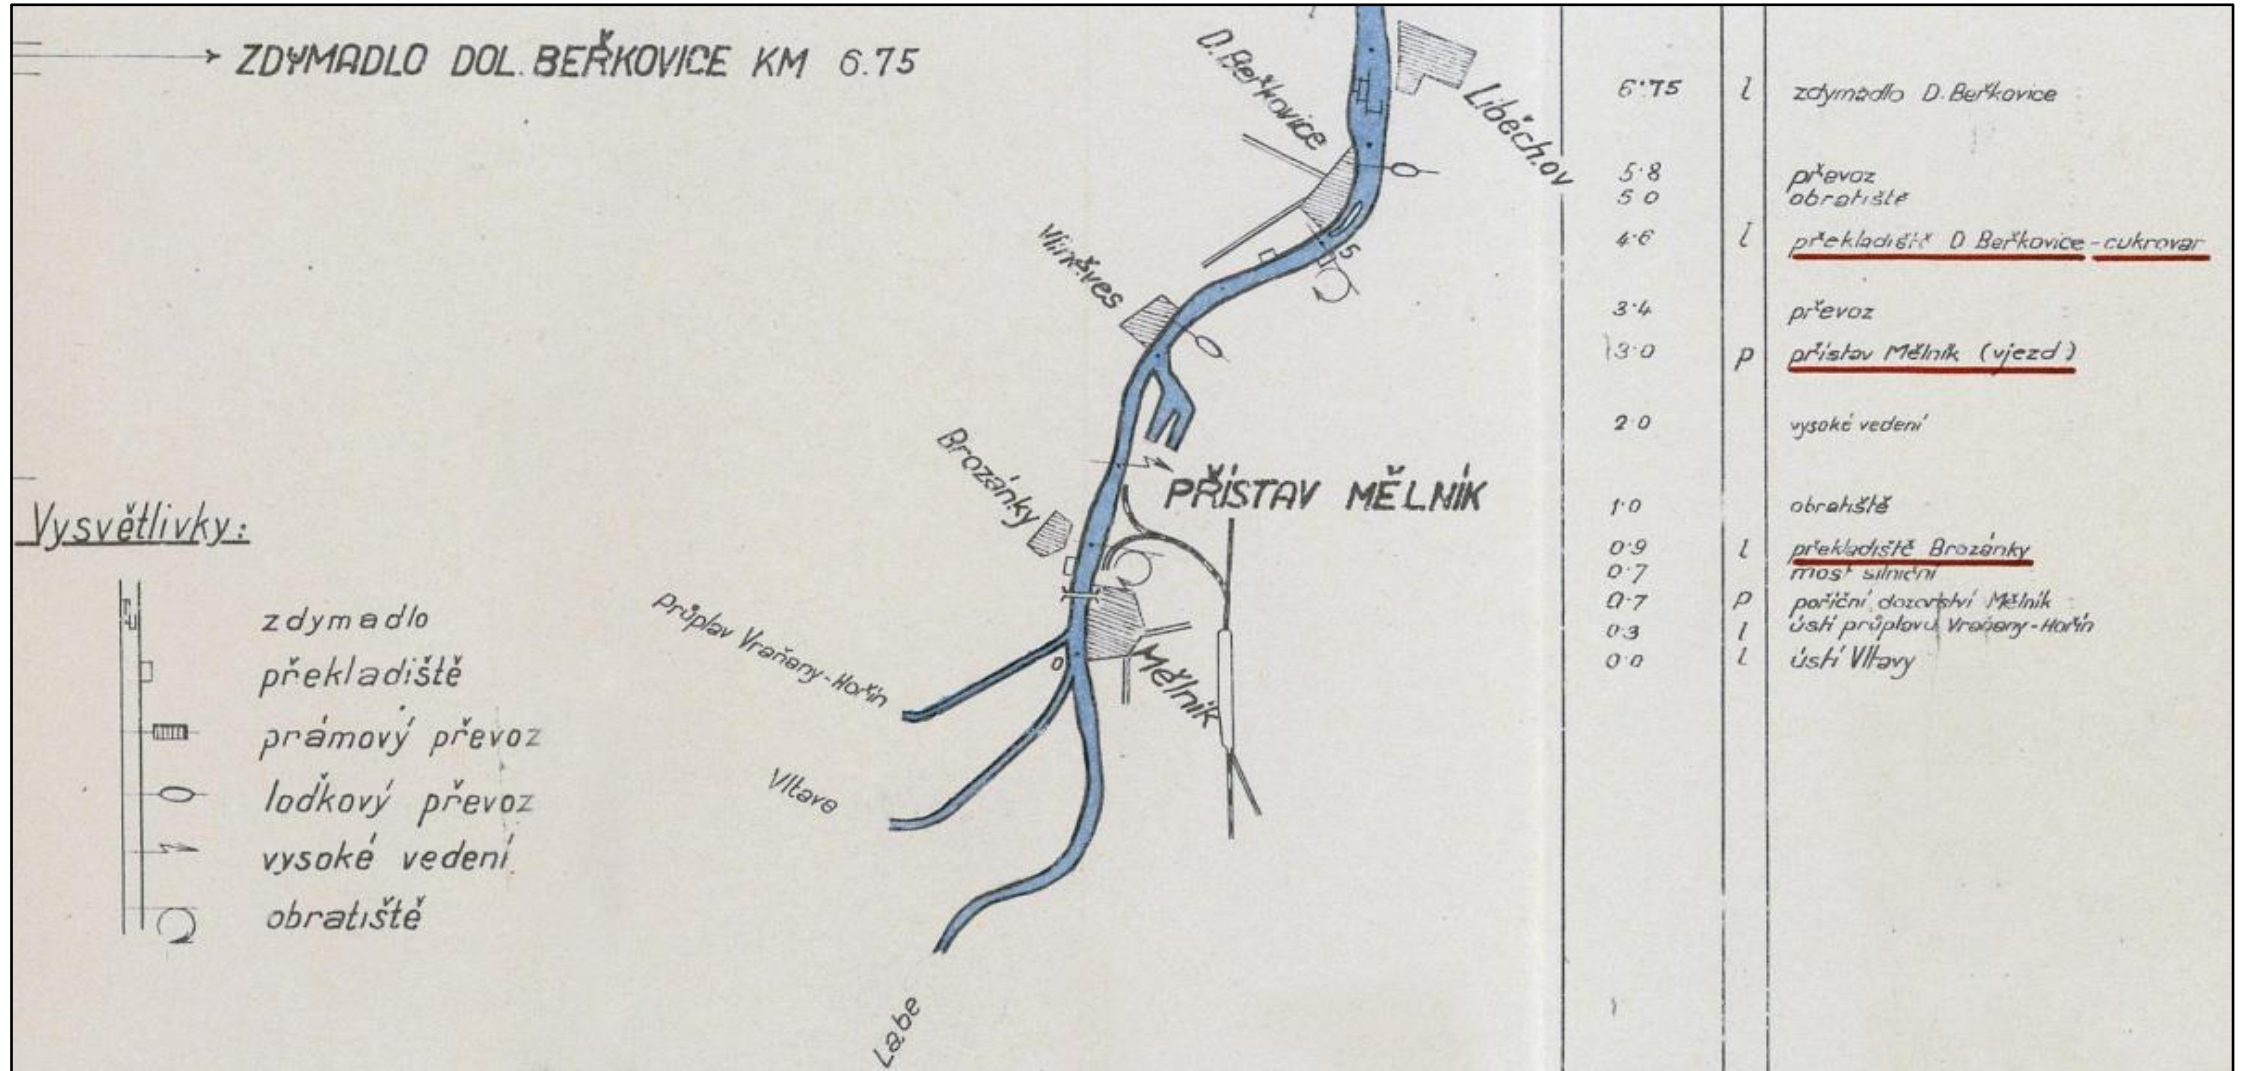 ZDYMADLO DOL. BEŘKOVICE KM 6.75
D. Beřkovice
Liběchov
5
Vliněves
Brozánky
PŘÍSTAV MĚLNÍK
Průplav Vraňany-Hořín
0
Mělník
Vltava
Labe
Vysvětlivky:
zdymadlo
překladiště
prámový převoz
loďkový převoz
vysoké vedení
obratiště
6·75 l zdymadlo D. Beřkovice
5·8 převoz
5 0 obratiště
4·6 l překladiště D Beřkovice - cukrovar
3·4 převoz
3·0 p přístav Mělník (vjezd)
2·0 vysoké vedení
1·0 obratiště
0·9 l překladiště Brozánky
0·7 most silniční
0·7 p poříční dozorství Mělník
0·3 l ústí průplavu Vraňany-Hořín
0·0 l ústí Vltavy